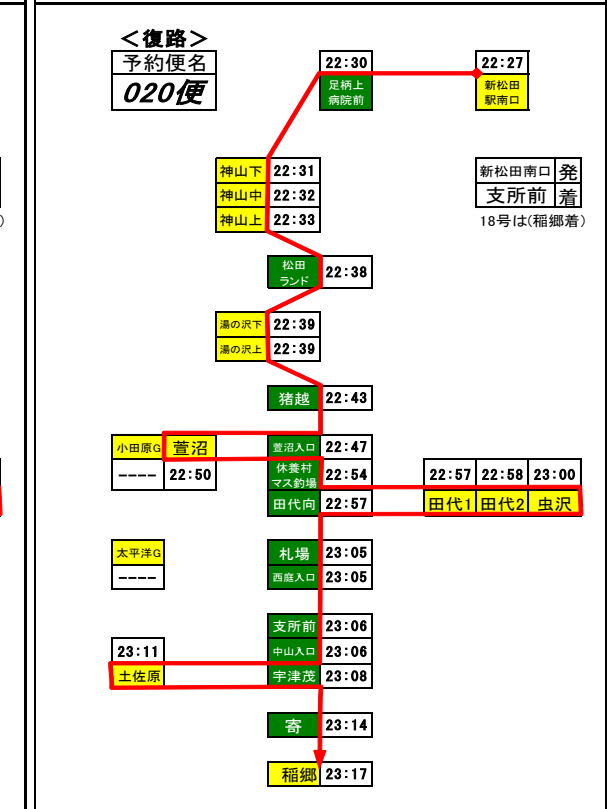 ＜復路＞
予約便名
020便
22:30
足柄上
病院前
22:27
新松田
駅南口
神山下 22:31
神山中 22:32
神山上 22:33
新松田南口 発
支所前 着
18号は(稲郷着)
松田
ランド
22:38
湯の沢下 22:39
湯の沢上 22:39
猪越 22:43
小田原G 萱沼
---- 22:50
萱沼入口 22:47
休養村
マス釣場
22:54
田代向 22:57
22:57 22:58 23:00
田代1 田代2 虫沢
太平洋G
----
札場 23:05
西庭入口 23:05
支所前 23:06
中山入口 23:06
宇津茂 23:08
23:11
土佐原
寄 23:14
稲郷 23:17
)